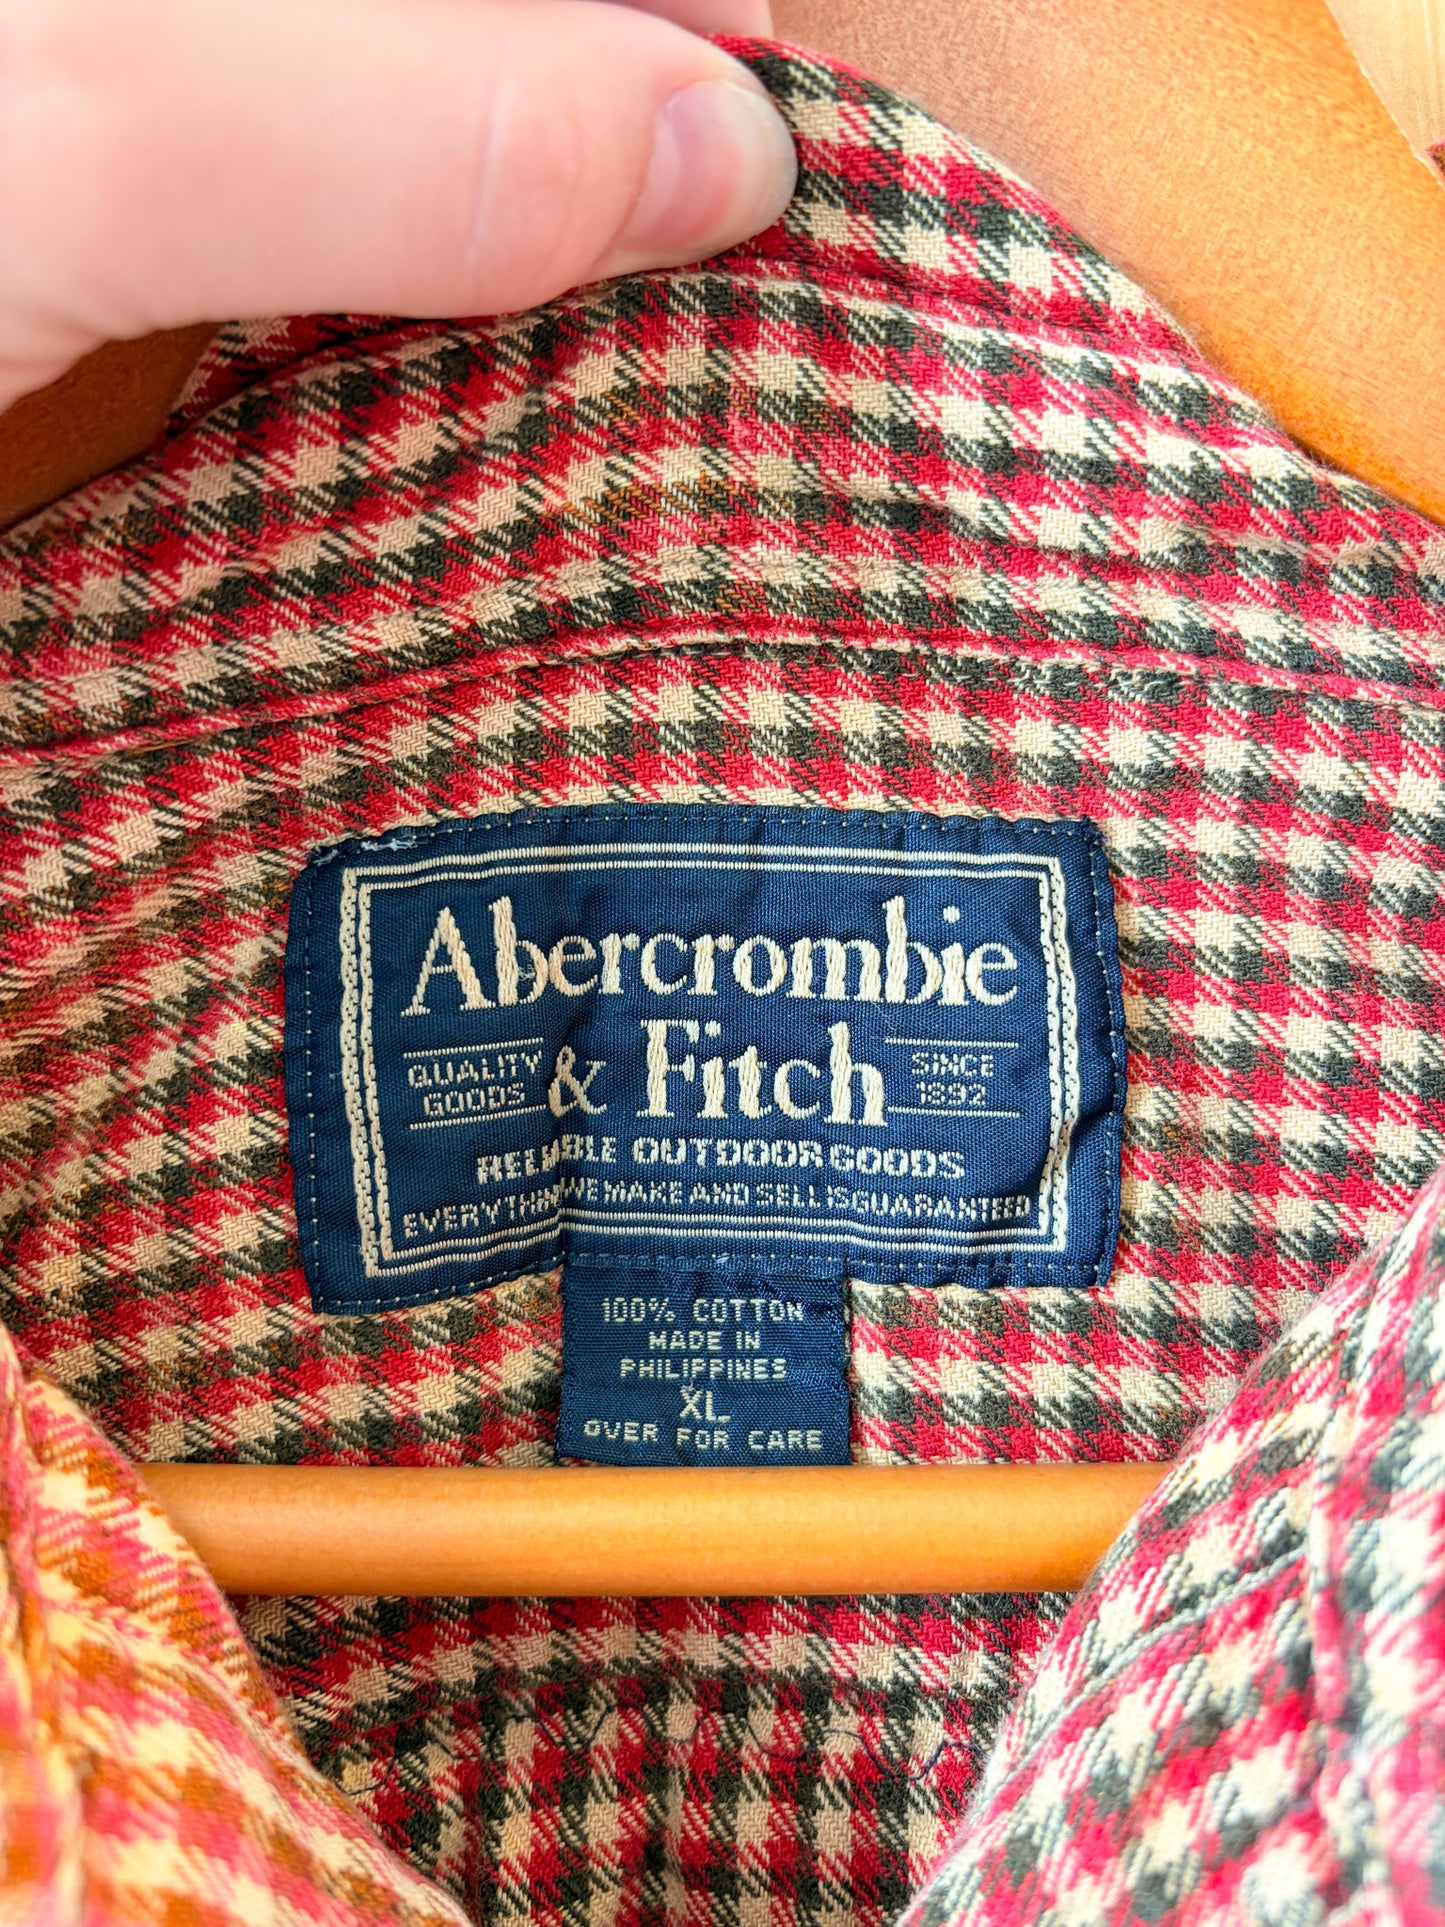 Abercrombie
& Fitch
QUALITY
GOODS
SINCE
1892
RELIABLE OUTDOOR GOODS
EVERYTHING WE MAKE AND SELL IS GUARANTEED
100% COTTON
MADE IN
PHILIPPINES
XL
OVER FOR CARE